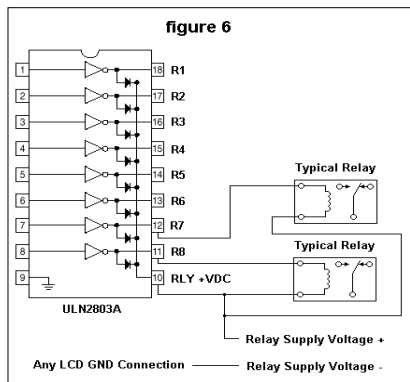 figure 6
1 18 R1
2 17 R2
3 16 R3
4 15 R4
5 14 R5
6 13 R6
7 12 R7
8 11 R8
9 10 RLY +VDC
ULN2803A
Typical Relay
Typical Relay
Relay Supply Voltage +
Any LCD GND Connection Relay Supply Voltage -